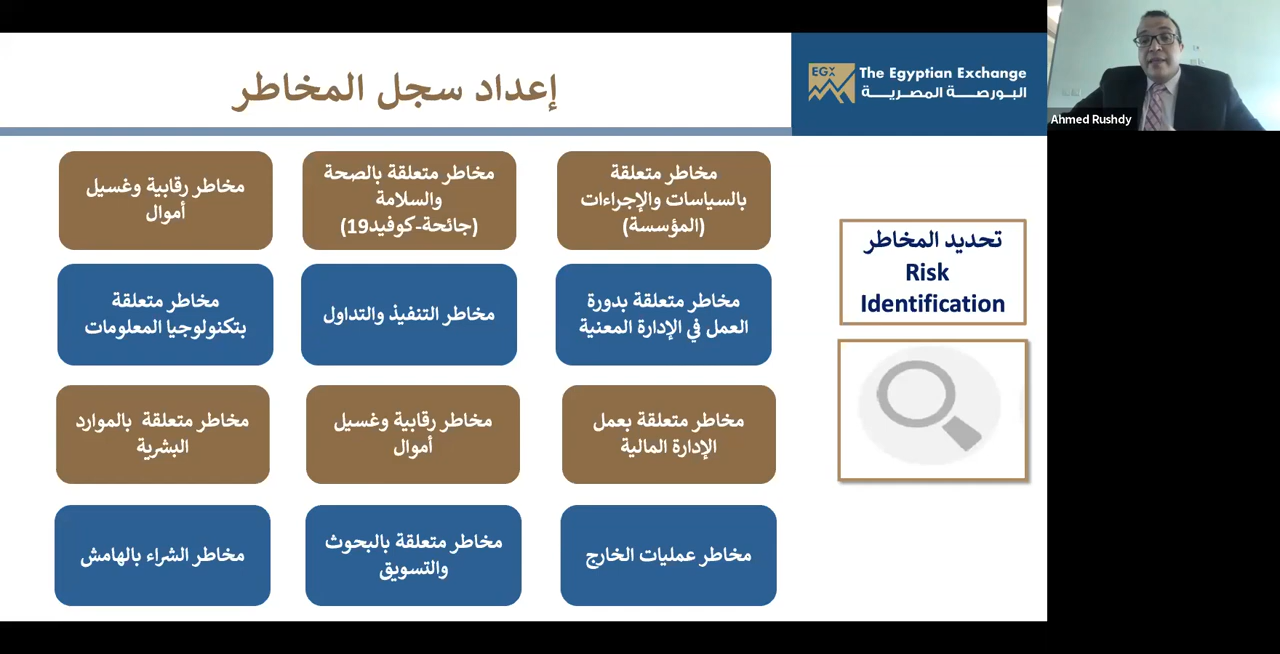 إعداد سجل المخاطر
EGX
The Egyptian Exchange
البورصة المصرية
Ahmed Rushdy
تحديد المخاطر
Risk
Identification
مخاطر متعلقة
بالسياسات والإجراءات
(المؤسسة)
مخاطر متعلقة بالصحة
والسلامة
(جائحة-كوفيد19)
مخاطر رقابية وغسيل
أموال
مخاطر متعلقة بدورة
العمل في الإدارة المعنية
مخاطر التنفيذ والتداول
مخاطر متعلقة
بتكنولوجيا المعلومات
مخاطر متعلقة بعمل
الإدارة المالية
مخاطر رقابية وغسيل
أموال
مخاطر متعلقة بالموارد
البشرية
مخاطر عمليات الخارج
مخاطر متعلقة بالبحوث
والتسويق
مخاطر الشراء بالهامش